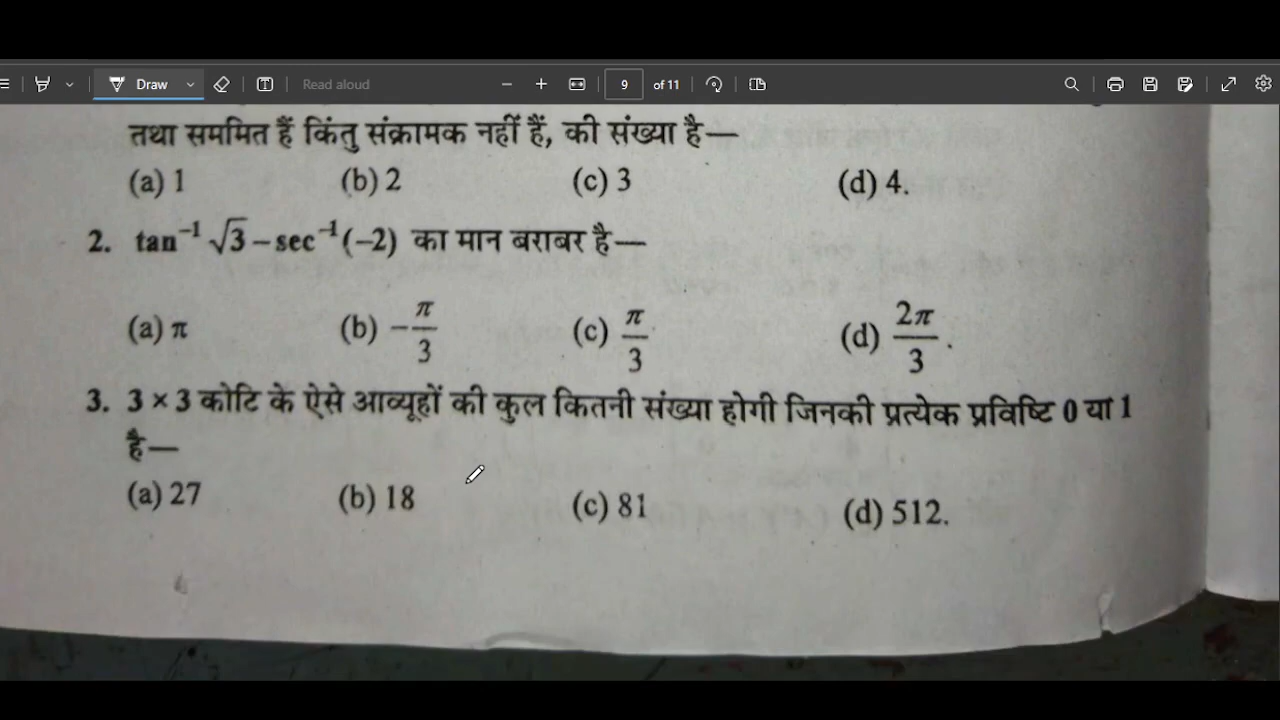 Draw
Read aloud
9 of 11
तथा सममित हैं किंतु संक्रामक नहीं हैं, की संख्या है—
(a) 1 (b) 2 (c) 3 (d) 4.
2. tan⁻¹ √3 – sec⁻¹ (–2) का मान बराबर है—
(a) π (b) –π/3 (c) π/3 (d) 2π/3.
3. 3 × 3 कोटि के ऐसे आव्यूहों की कुल कितनी संख्या होगी जिनकी प्रत्येक प्रविष्टि 0 या 1
है—
(a) 27 (b) 18 (c) 81 (d) 512.